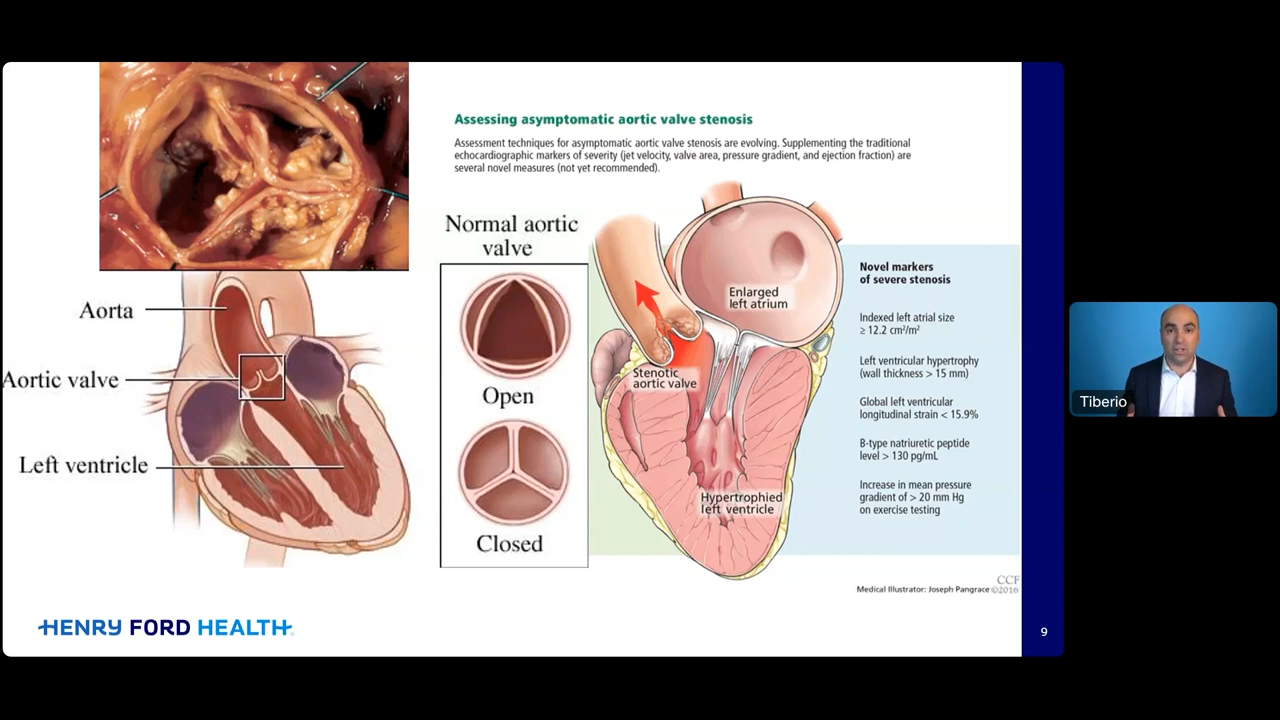 Assessing asymptomatic aortic valve stenosis
Assessment techniques for asymptomatic aortic valve stenosis are evolving. Supplementing the traditional
echocardiographic markers of severity (jet velocity, valve area, pressure gradient, and ejection fraction) are
several novel measures (not yet recommended).
Aorta
Aortic valve
Left ventricle
Normal aortic
valve
Open
Closed
Enlarged
left atrium
Stenotic
aortic valve
Hypertrophied
left ventricle
Novel markers
of severe stenosis
Indexed left atrial size
≥ 12.2 cm²/m²
Left ventricular hypertrophy
(wall thickness > 15 mm)
Global left ventricular
longitudinal strain < 15.9%
B-type natriuretic peptide
level > 130 pg/mL
Increase in mean pressure
gradient of > 20 mm Hg
on exercise testing
CCF
Medical Illustrator: Joseph Pangrace ©2016
HENRY FORD HEALTH
9
Tiberio